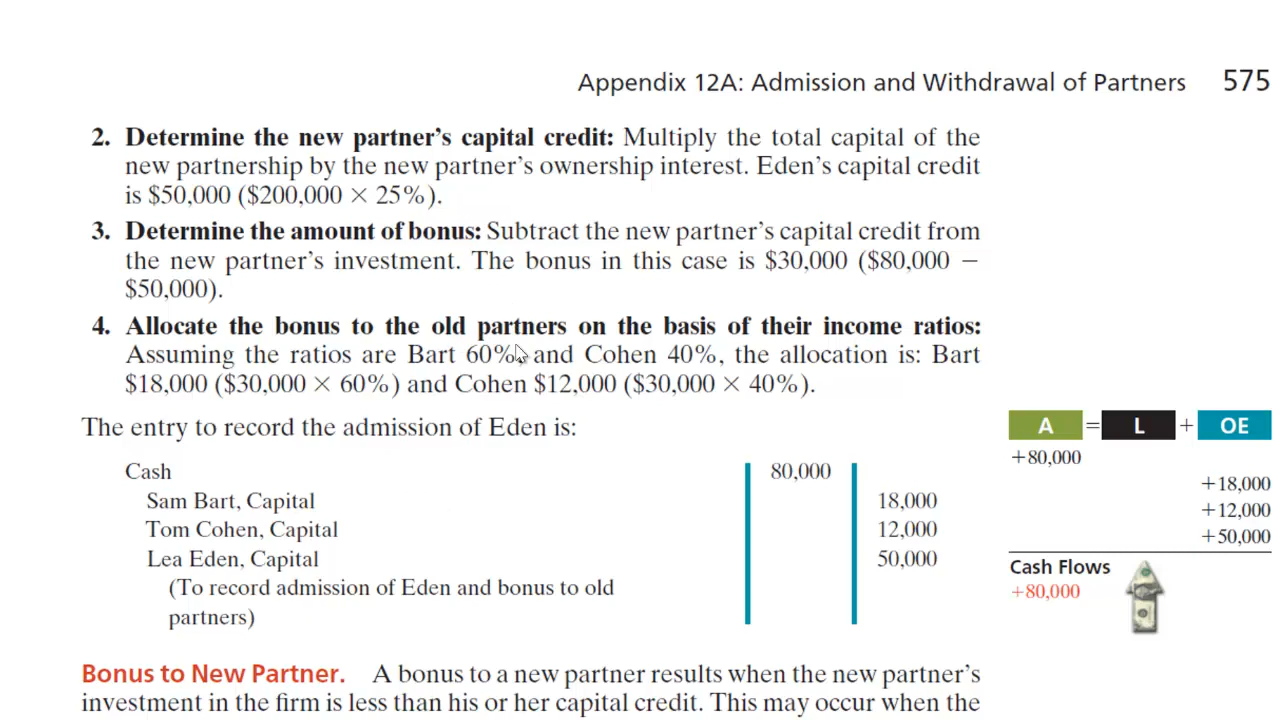 Appendix 12A: Admission and Withdrawal of Partners 575
2. Determine the new partner's capital credit: Multiply the total capital of the
new partnership by the new partner's ownership interest. Eden's capital credit
is $50,000 ($200,000 × 25%).
3. Determine the amount of bonus: Subtract the new partner's capital credit from
the new partner's investment. The bonus in this case is $30,000 ($80,000 −
$50,000).
4. Allocate the bonus to the old partners on the basis of their income ratios:
Assuming the ratios are Bart 60% and Cohen 40%, the allocation is: Bart
$18,000 ($30,000 × 60%) and Cohen $12,000 ($30,000 × 40%).
The entry to record the admission of Eden is:
Cash 80,000
Sam Bart, Capital 18,000
Tom Cohen, Capital 12,000
Lea Eden, Capital 50,000
(To record admission of Eden and bonus to old
partners)
A = L + OE
+80,000
+18,000
+12,000
+50,000
Cash Flows
+80,000
Bonus to New Partner. A bonus to a new partner results when the new partner's
investment in the firm is less than his or her capital credit. This may occur when the